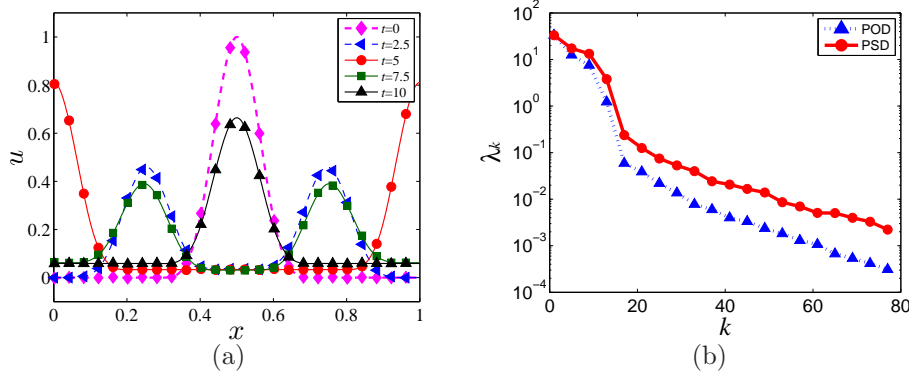 1
0.8
0.6
0.4
0.2
0
u
0 0.2 0.4 0.6 0.8 1
x
t=0
t=2.5
t=5
t=7.5
t=10
(a)
10^2
10^1
10^0
10^-1
10^-2
10^-3
10^-4
λk
0 20 40 60 80
k
POD
PSD
(b)